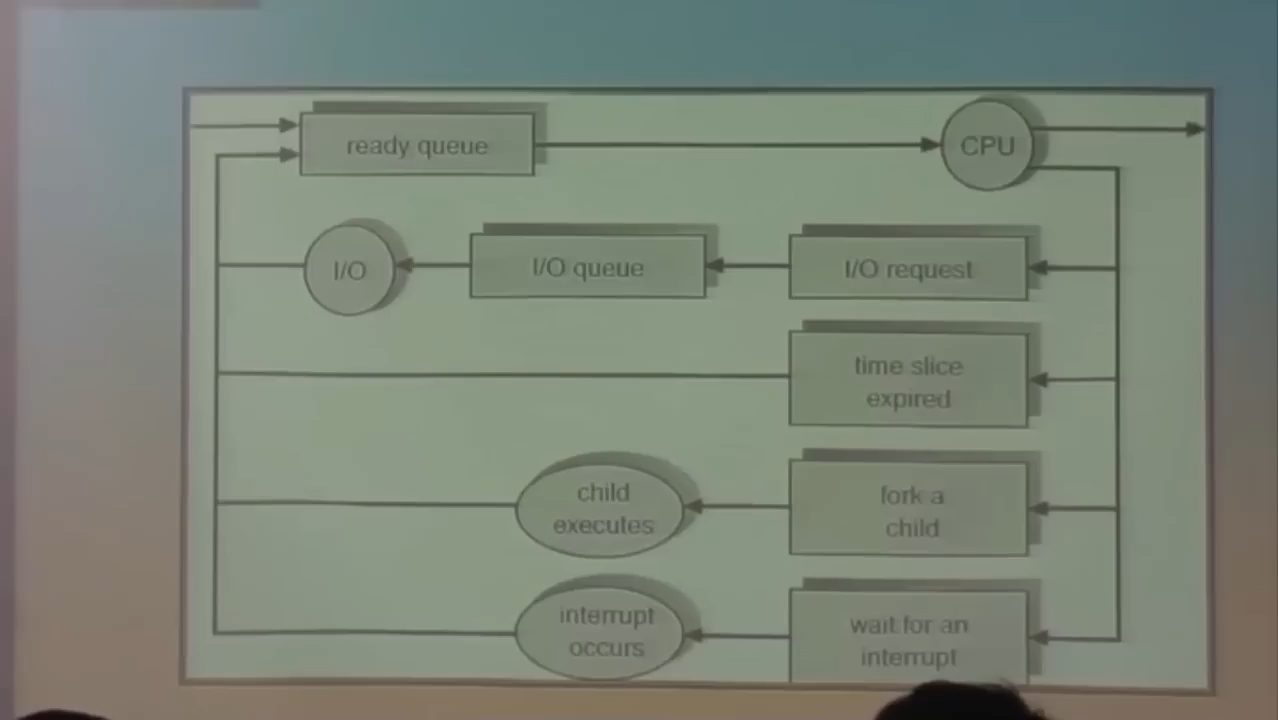 ready queue
CPU
I/O
I/O queue
I/O request
time slice
expired
child
executes
fork a
child
interrupt
occurs
wait for an
interrupt